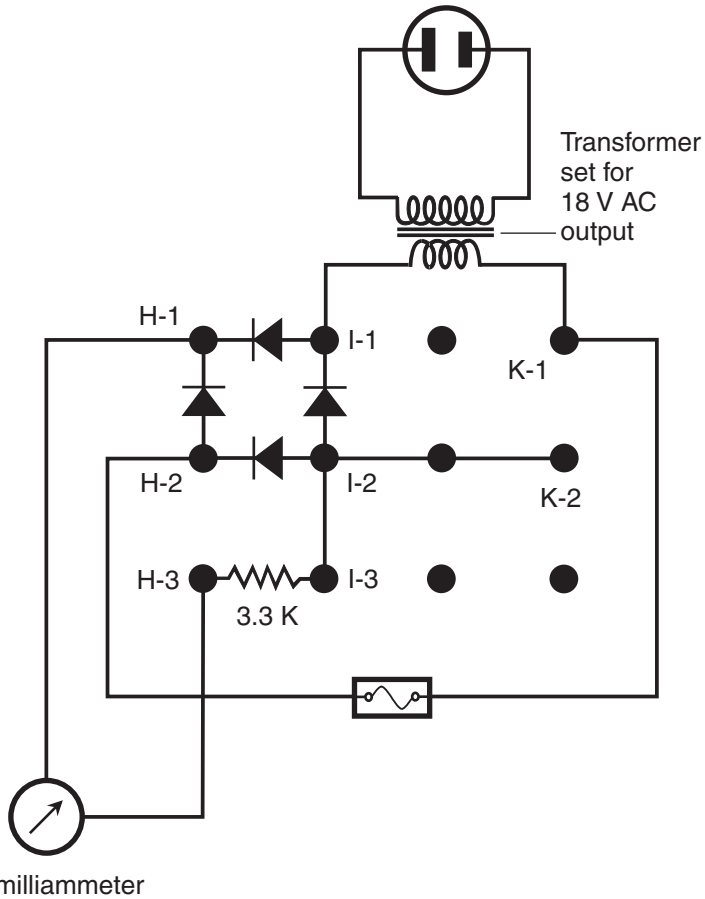 Transformer
set for
18 V AC
output
H-1
I-1
K-1
H-2
I-2
K-2
H-3
I-3
3.3 K
milliammeter